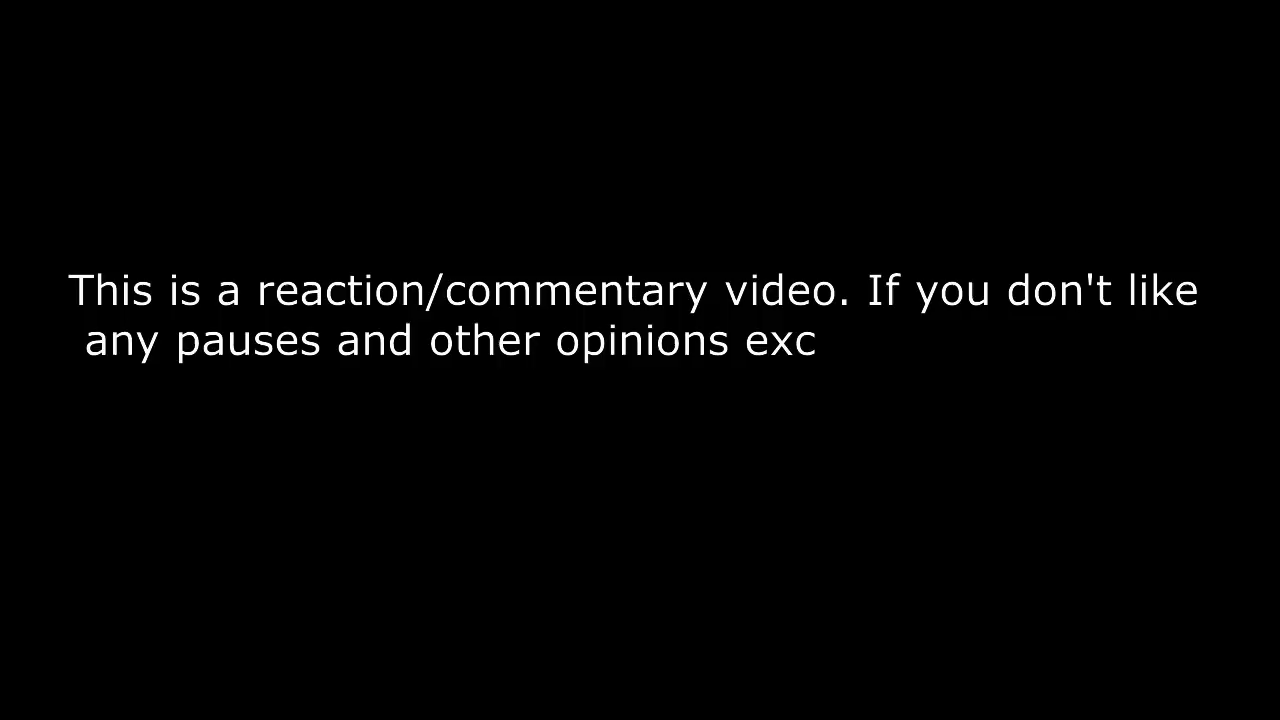 This is a reaction/commentary video. If you don't like
any pauses and other opinions exc